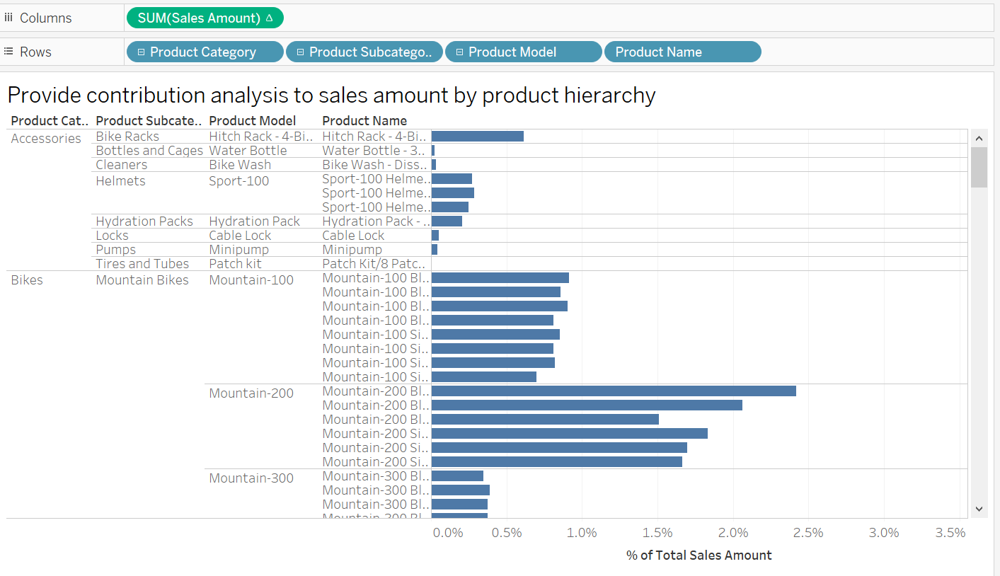 Columns SUM(Sales Amount) Δ
Rows Product Category Product Subcatego.. Product Model Product Name
Provide contribution analysis to sales amount by product hierarchy
Product Cat.. Product Subcate.. Product Model Product Name
Accessories Bike Racks Hitch Rack - 4-Bi.. Hitch Rack - 4-Bi..
Bottles and Cages Water Bottle Water Bottle - 3..
Cleaners Bike Wash Bike Wash - Diss..
Helmets Sport-100 Sport-100 Helme..
Sport-100 Helme..
Sport-100 Helme..
Hydration Packs Hydration Pack Hydration Pack - ..
Locks Cable Lock Cable Lock
Pumps Minipump Minipump
Tires and Tubes Patch kit Patch Kit/8 Patc..
Bikes Mountain Bikes Mountain-100 Mountain-100 Bl..
Mountain-100 Bl..
Mountain-100 Bl..
Mountain-100 Bl..
Mountain-100 Si..
Mountain-100 Si..
Mountain-100 Si..
Mountain-100 Si..
Mountain-200 Mountain-200 Bl..
Mountain-200 Bl..
Mountain-200 Bl..
Mountain-200 Si..
Mountain-200 Si..
Mountain-200 Si..
Mountain-300 Mountain-300 Bl..
Mountain-300 Bl..
Mountain-300 Bl..
Mountain-300 Bl..
0.0% 0.5% 1.0% 1.5% 2.0% 2.5% 3.0% 3.5%
% of Total Sales Amount